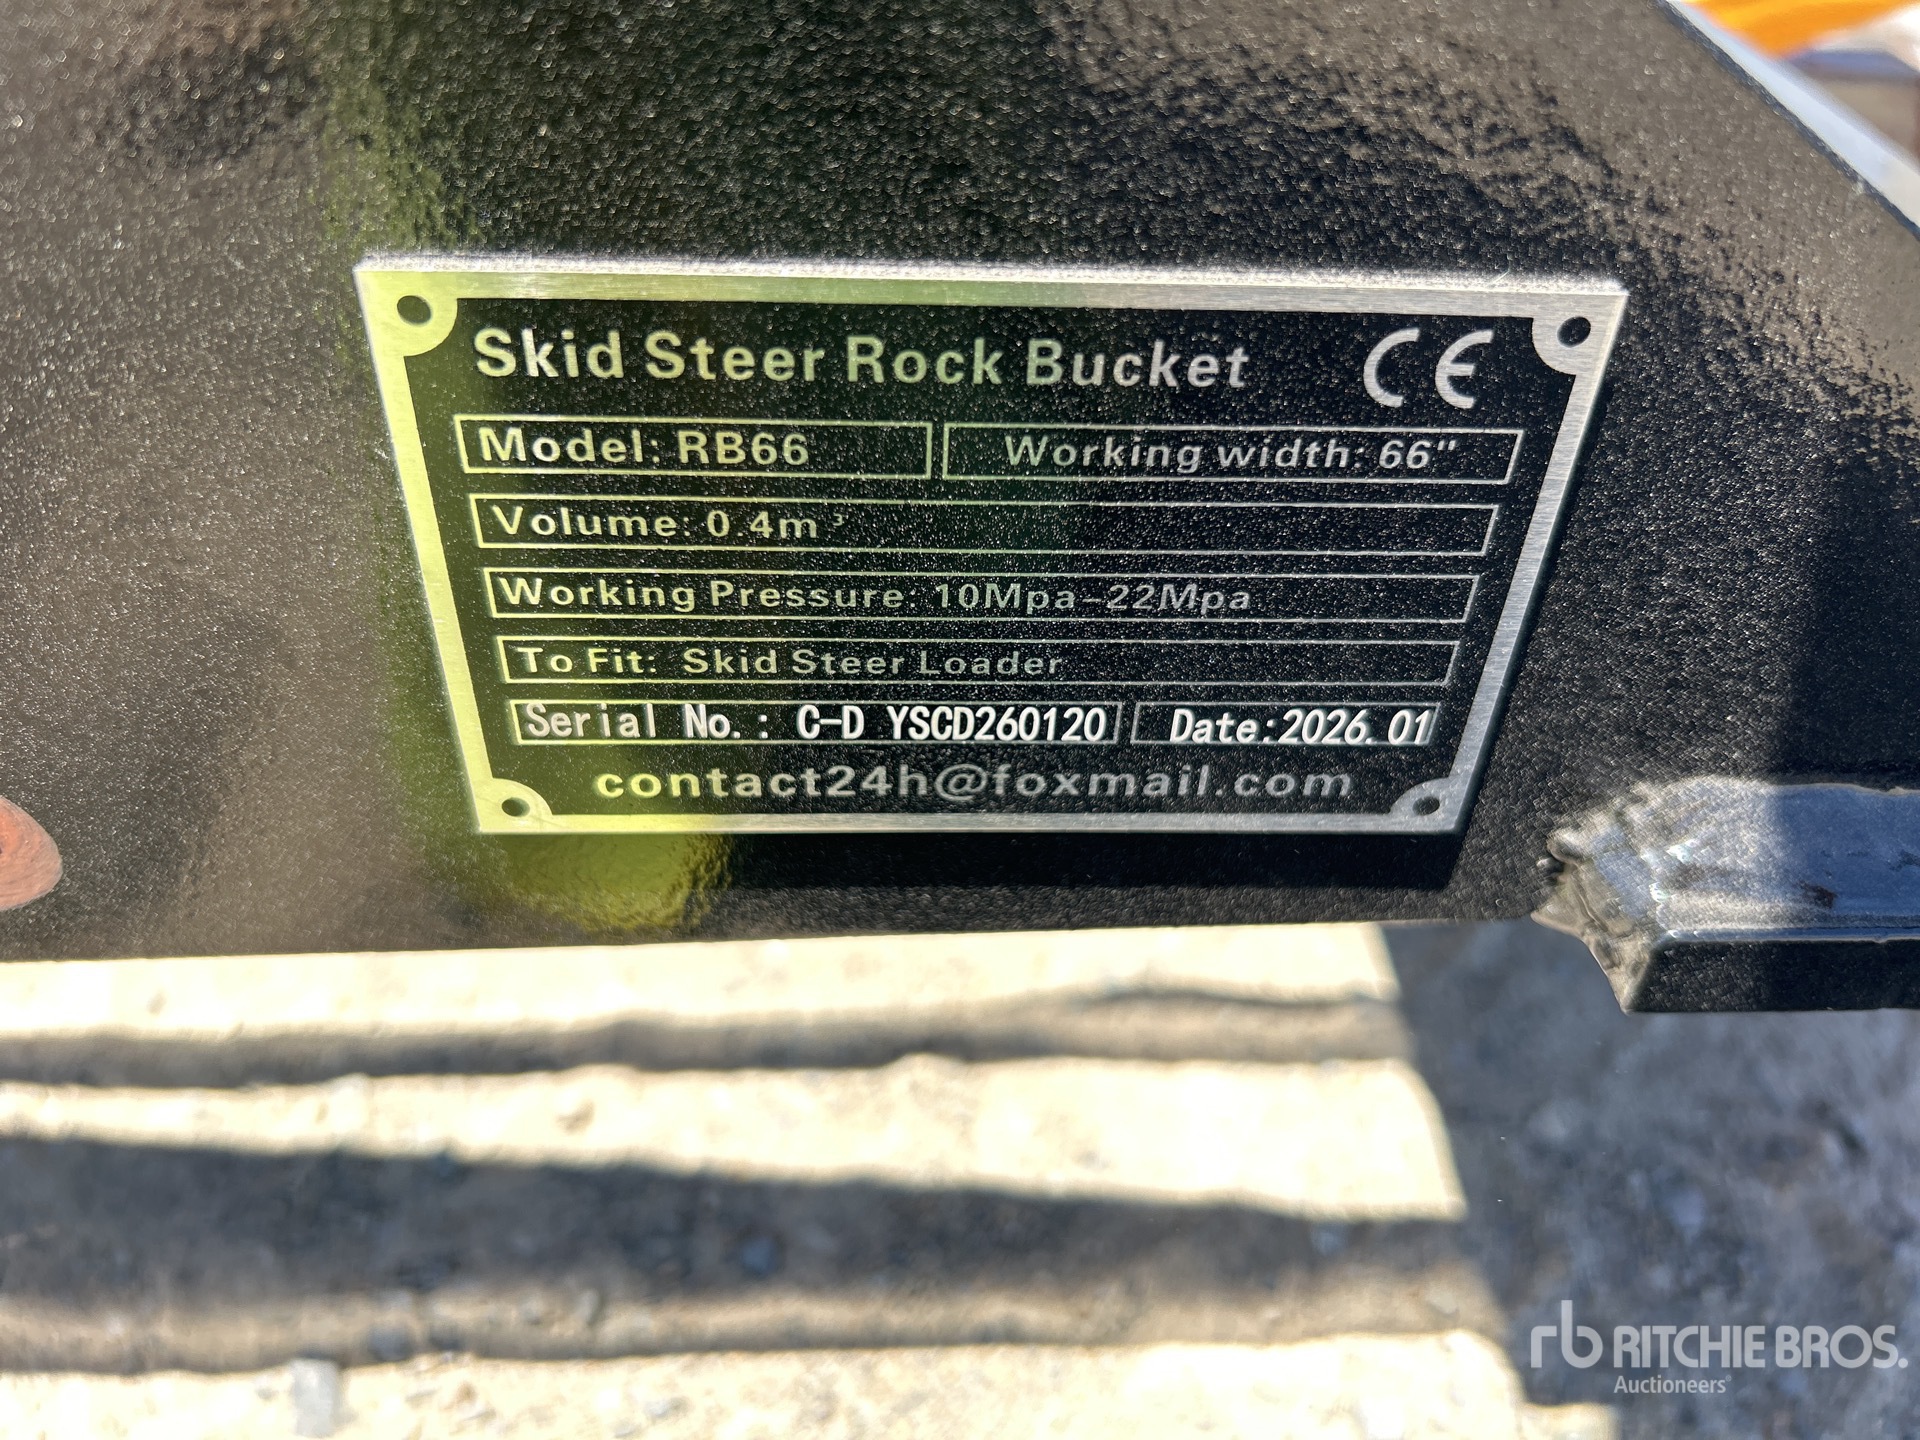 Skid Steer Rock Bucket CE
Model: RB66 Working width: 66"
Volume: 0.4m³
Working Pressure: 10Mpa-22Mpa
To Fit: Skid Steer Loader
Serial No.: C-D YSCD260120 Date:2026.01
contact24h@foxmail.com
rb RITCHIE BROS.
Auctioneers